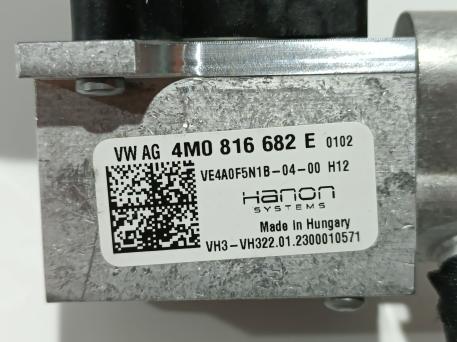 VW AG 4M0 816 682 E 0102
VE4A0F5N1B-04-00 H12
Hanon
SYSTEMS
Made in Hungary
VH3-VH322.01.2300010571